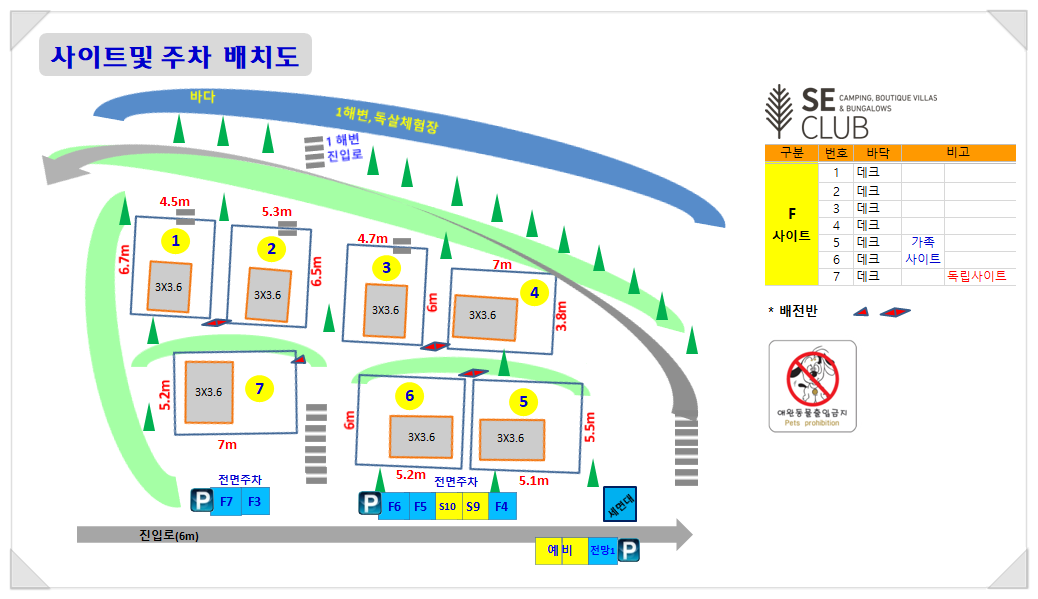 사이트및 주차 배치도
바다
1해변,독살체험장
1 해변
진입로
SE
CLUB
CAMPING, BOUTIQUE VILLAS
& BUNGALOWS
구분 번호 바닥 비고
F
사이트
1 데크
2 데크
3 데크
4 데크
5 데크 가족
6 데크 사이트
7 데크 독립사이트
* 배전반
애완동물출입금지
Pets prohibition
4.5m
6.7m
1
3X3.6
5.3m
2
3X3.6
6.5m
4.7m
3
3X3.6
6m
7m
4
3X3.6
3.8m
5.2m
3X3.6
7
7m
6m
6
3X3.6
5.2m
5
3X3.6
5.5m
5.1m
전면주차
P F7 F3
전면주차
P F6 F5 S10 S9 F4
세면대
진입로(6m)
예 비 전망1 P